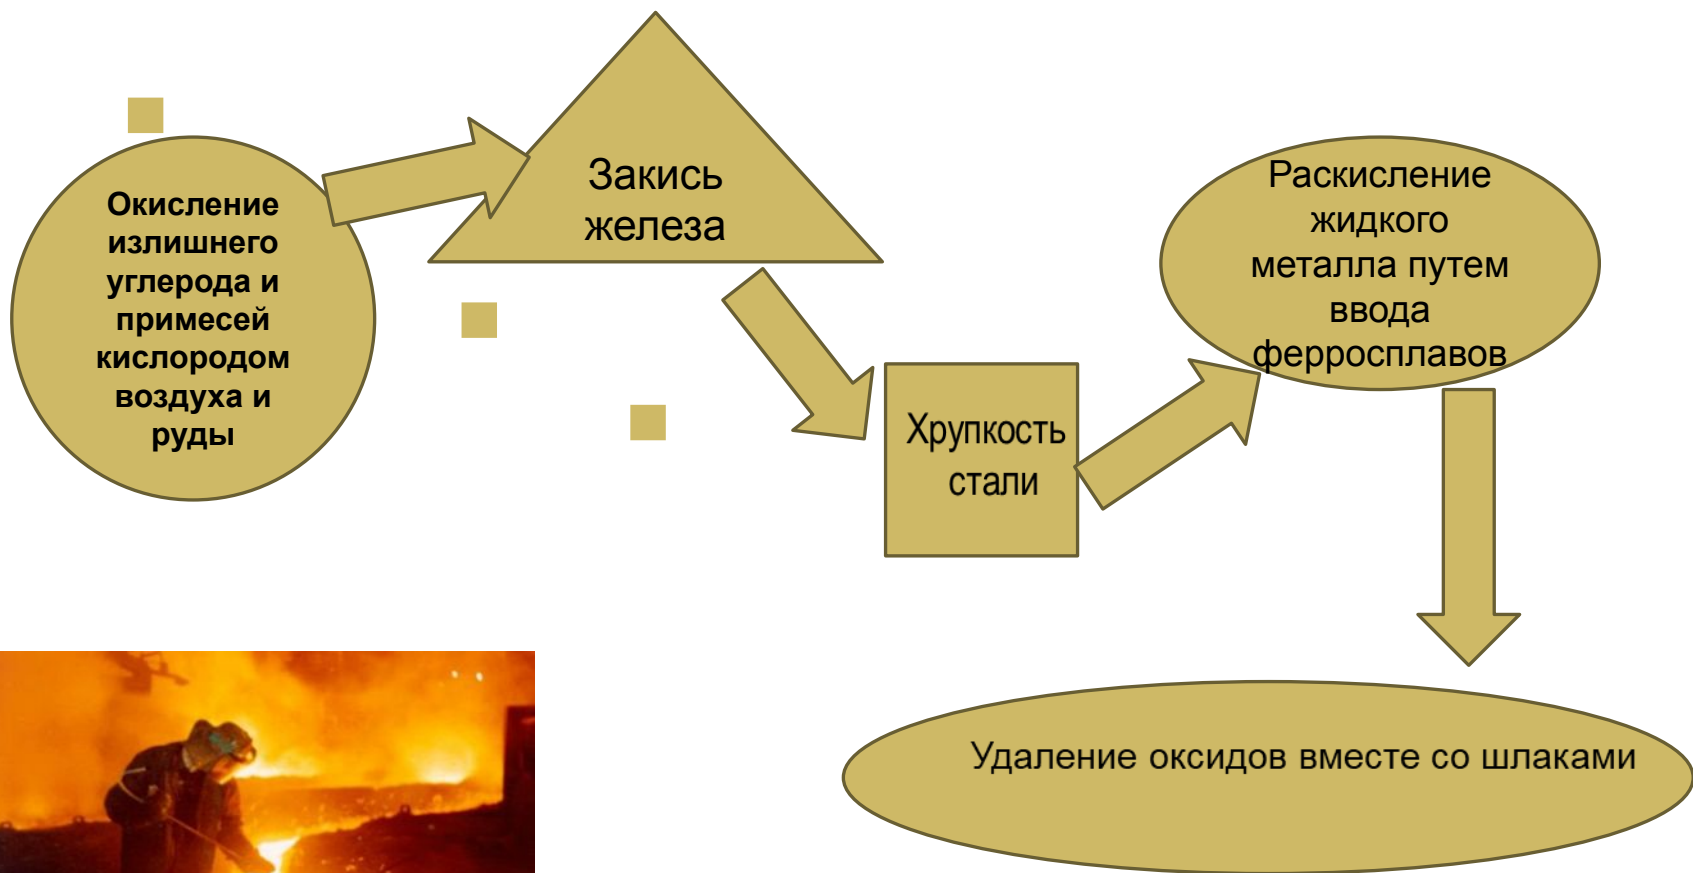 Окисление
излишнего
углерода и
примесей
кислородом
воздуха и
руды
Закись
железа
Хрупкость
стали
Раскисление
жидкого
металла путем
ввода
ферросплавов
Удаление оксидов вместе со шлаками